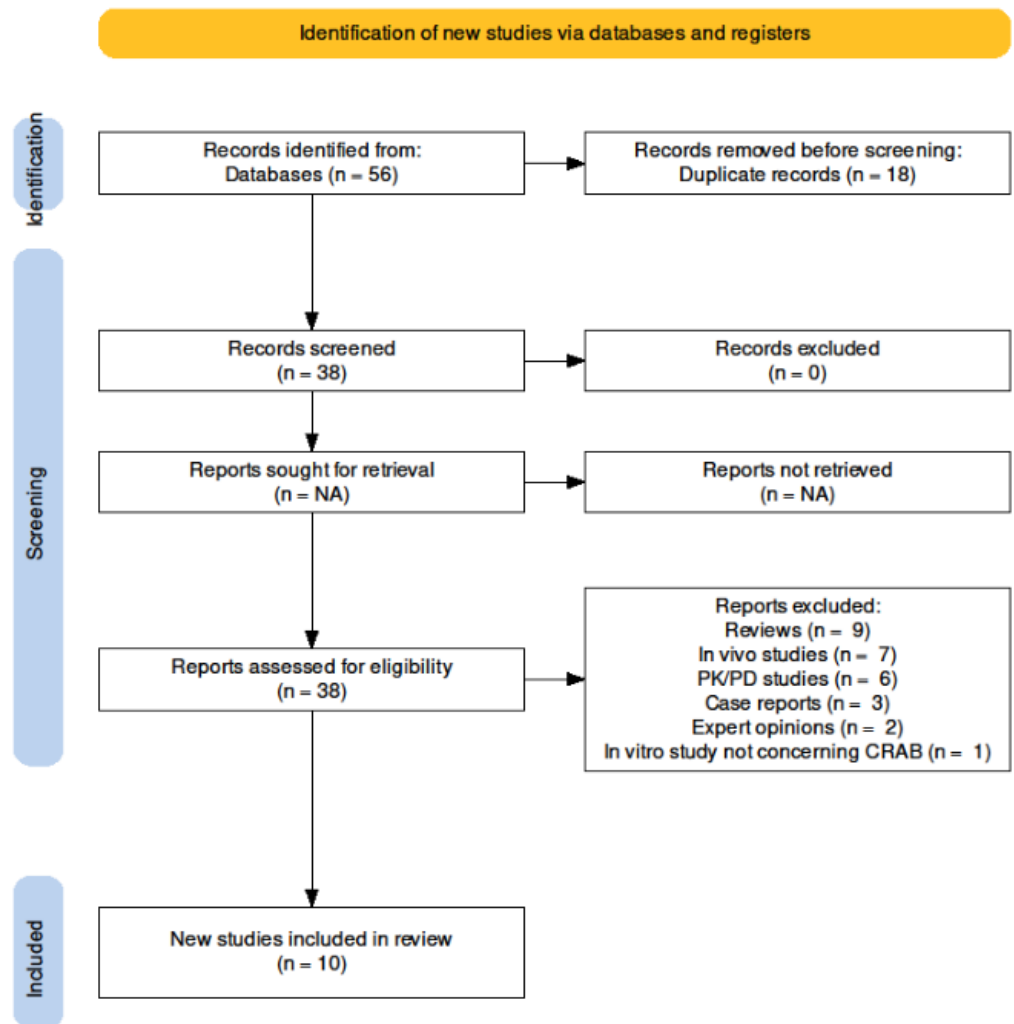 Identification of new studies via databases and registers
Identification
Records identified from:
Databases (n = 56)
Records removed before screening:
Duplicate records (n = 18)
Screening
Records screened
(n = 38)
Records excluded
(n = 0)
Reports sought for retrieval
(n = NA)
Reports not retrieved
(n = NA)
Reports assessed for eligibility
(n = 38)
Reports excluded:
Reviews (n = 9)
In vivo studies (n = 7)
PK/PD studies (n = 6)
Case reports (n = 3)
Expert opinions (n = 2)
In vitro study not concerning CRAB (n = 1)
Included
New studies included in review
(n = 10)